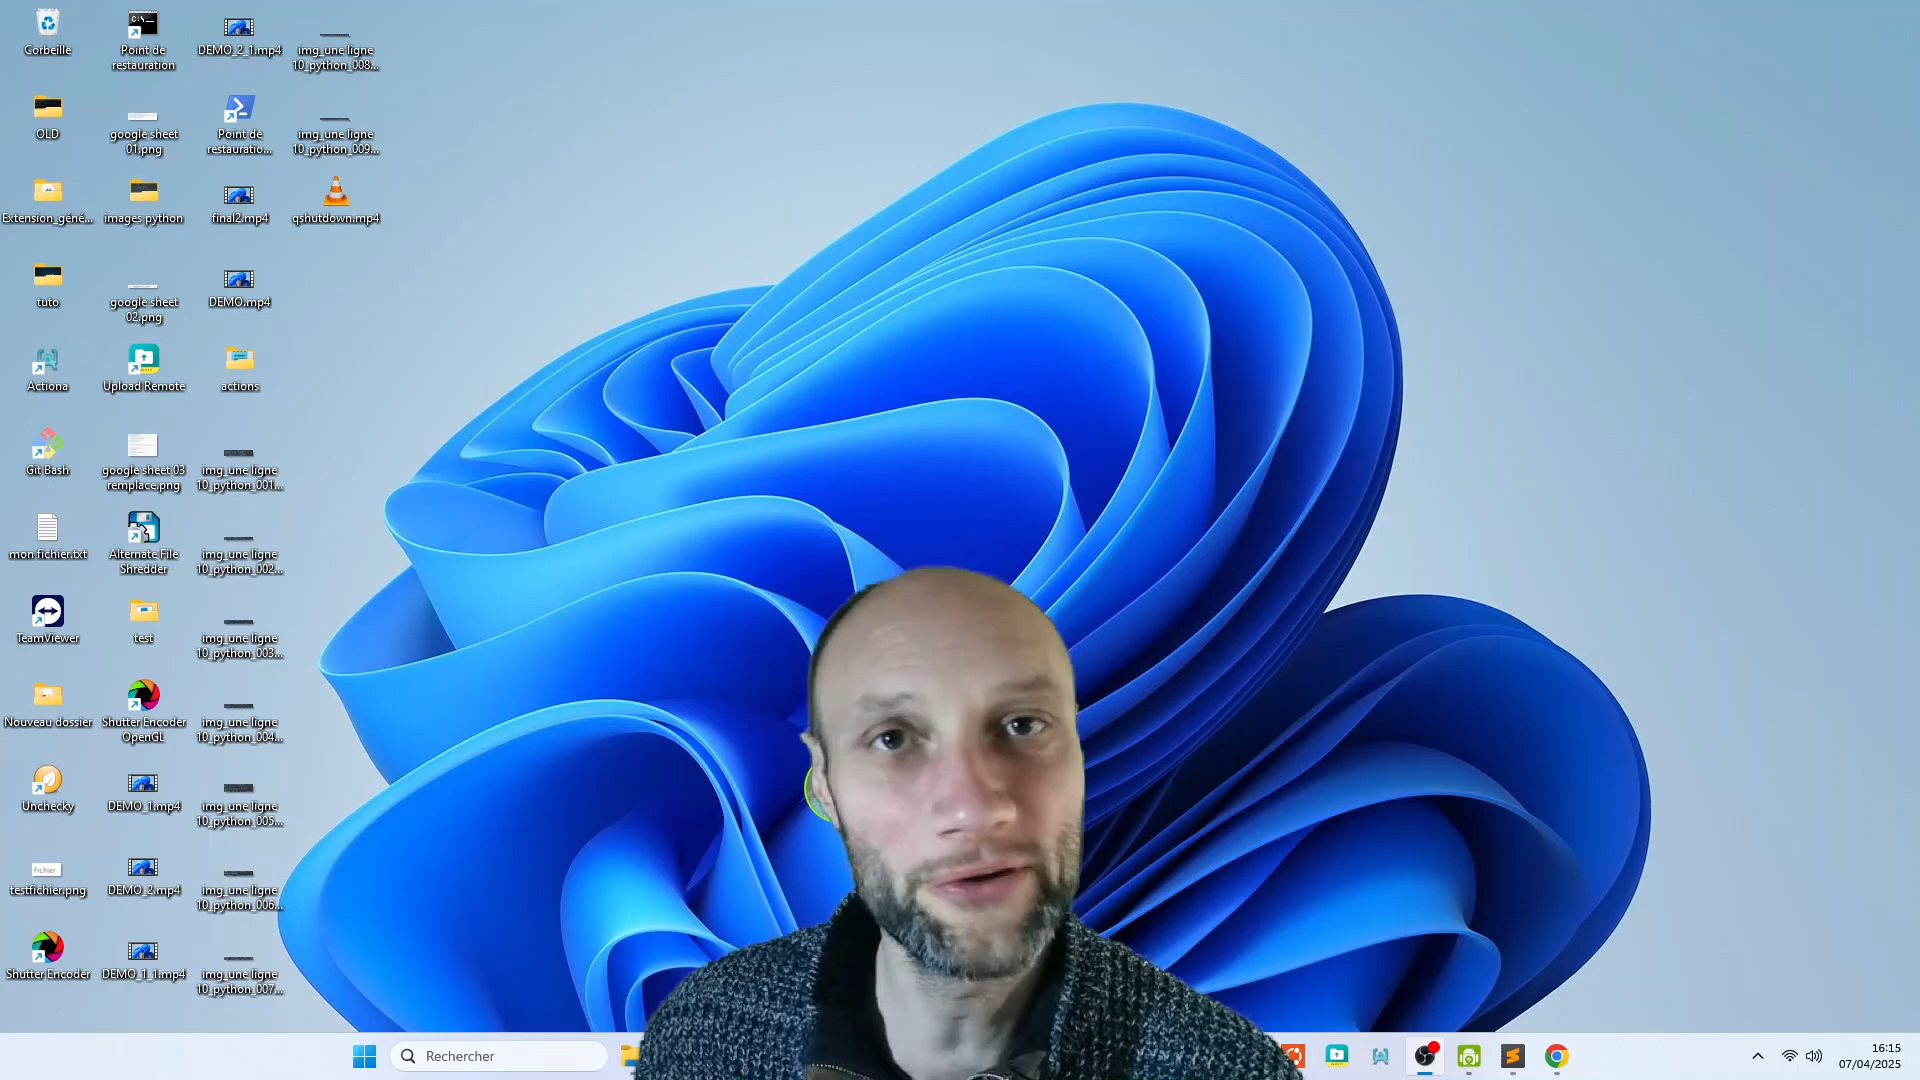 Corbeille
Point de
restauration
DEMO_2_1.mp4
img_une ligne
10_python_008...
OLD
google sheet
01.png
Point de
restauratio...
img_une ligne
10_python_009...
Extension_géné...
images python
final2.mp4
qshutdown.mp4
tuto
google sheet
02.png
DEMO.mp4
Actiona
Upload Remote
actions
Git Bash
google sheet 03
remplace.png
img_une ligne
10_python_001...
mon fichier.txt
Alternate File
Shredder
img_une ligne
10_python_002...
TeamViewer
test
img_une ligne
10_python_003...
Nouveau dossier
Shutter Encoder
OpenGL
img_une ligne
10_python_004...
Unchecky
DEMO_1.mp4
img_une ligne
10_python_005...
Fichier
testfichier.png
DEMO_2.mp4
img_une ligne
10_python_006...
Shutter Encoder
DEMO_1_1.mp4
img_une ligne
10_python_007...
Rechercher
16:15
07/04/2025